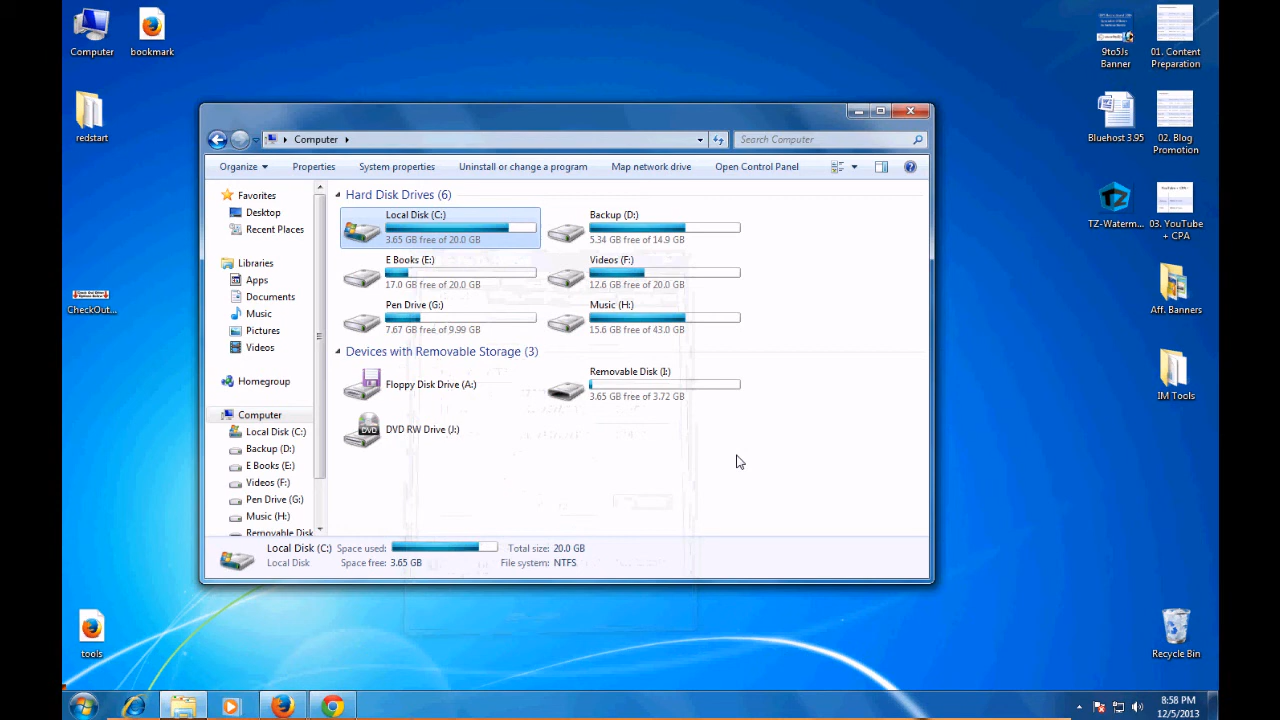 Computer
bookmark
redstart
CheckOut...
tools
9to5Js
Banner
01. Content
Preparation
Bluehost 3.95
02. Blog
Promotion
TZ-Waterm...
03. YouTube
+ CPA
Aff. Banners
IM Tools
Recycle Bin
Computer
Search Computer
Organize
Properties
System properties
Uninstall or change a program
Map network drive
Open Control Panel
Favorites
Desktop
Recent Places
Libraries
Apps
Documents
Music
Pictures
Videos
Homegroup
Computer
Local Disk (C:)
Backup (D:)
E Books (E:)
Videos (F:)
Pen Drive (G:)
Music (H:)
Removable Disk
Hard Disk Drives (6)
Local Disk (C:)
3.65 GB free of 20.0 GB
Backup (D:)
5.34 GB free of 14.9 GB
E Books (E:)
17.0 GB free of 20.0 GB
Videos (F:)
12.6 GB free of 20.0 GB
Pen Drive (G:)
7.67 GB free of 9.99 GB
Music (H:)
15.6 GB free of 43.0 GB
Devices with Removable Storage (3)
Floppy Disk Drive (A:)
Removable Disk (I:)
3.65 GB free of 3.72 GB
DVD
DVD RW Drive (J:)
Local Disk (C:) Space used: Total size: 20.0 GB
Local Disk Space free: 3.65 GB File system: NTFS
8:58 PM
12/5/2013